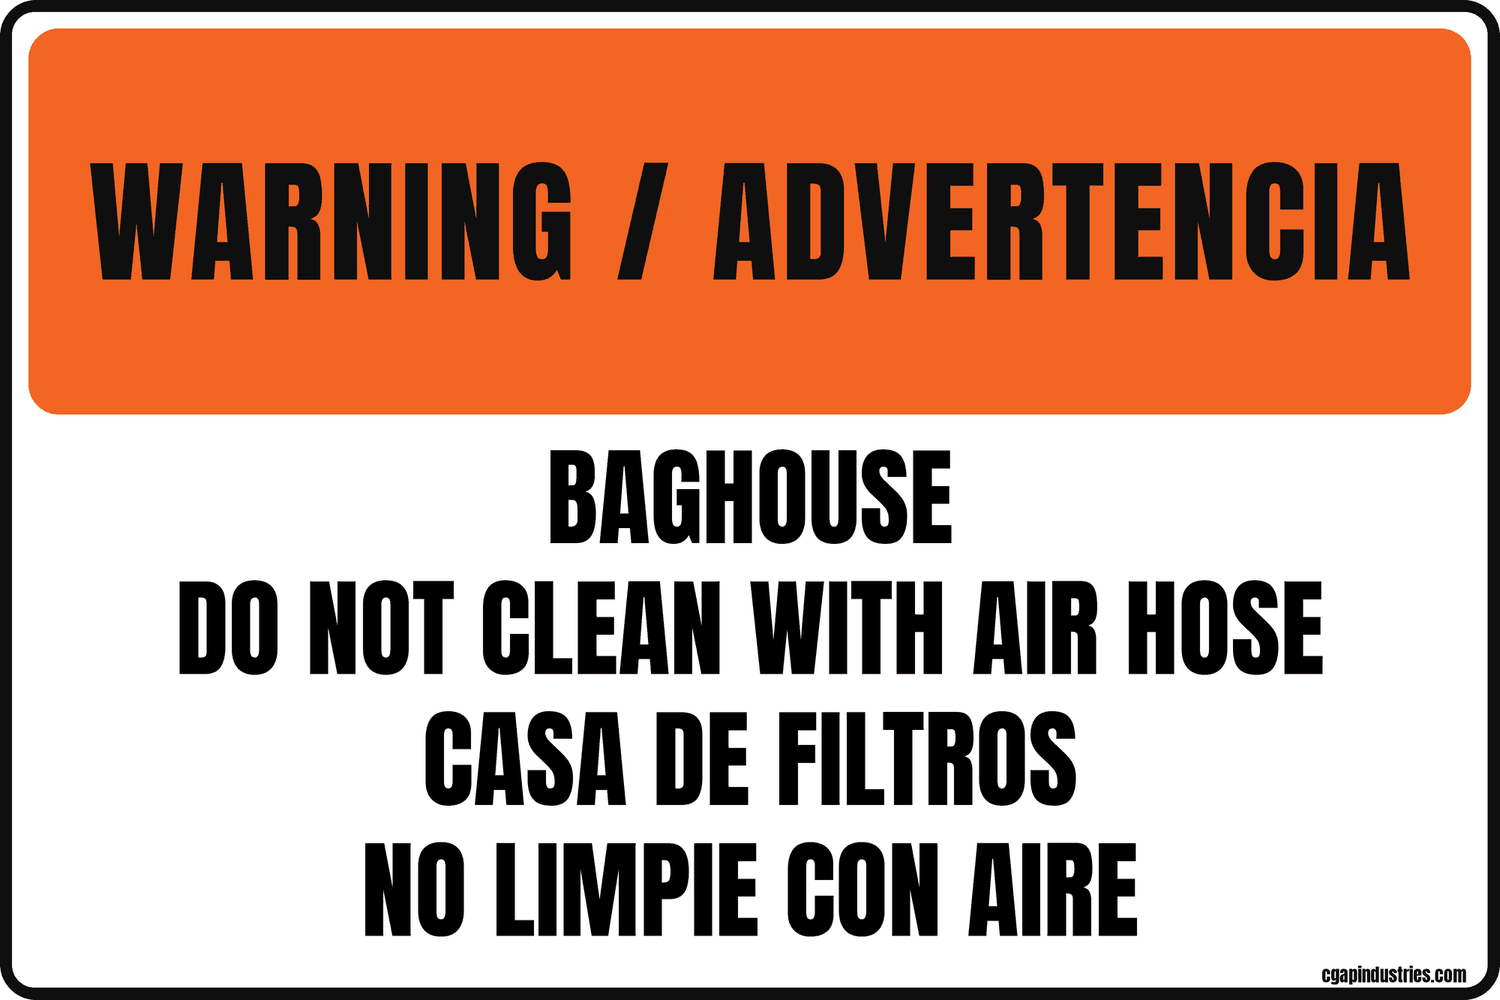 WARNING / ADVERTENCIA
BAGHOUSE
DO NOT CLEAN WITH AIR HOSE
CASA DE FILTROS
NO LIMPIE CON AIRE
cgapindustries.com